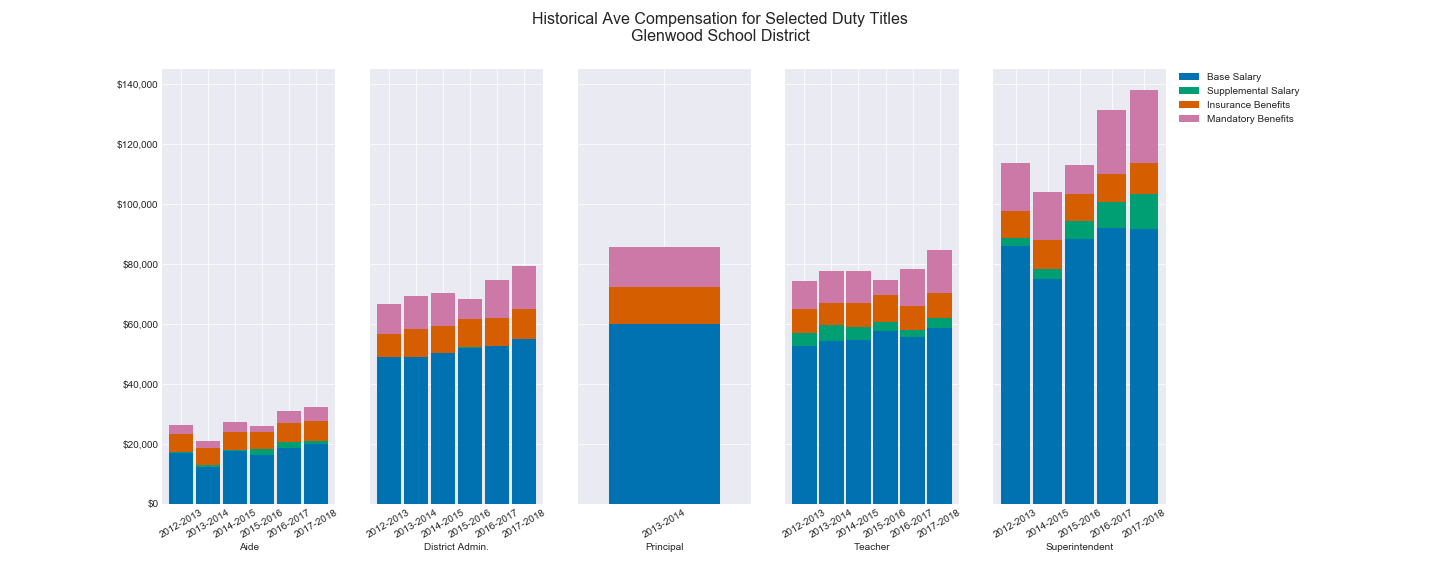 Historical Ave Compensation for Selected Duty Titles
Glenwood School District
$140,000
$120,000
$100,000
$80,000
$60,000
$40,000
$20,000
$0
2012-2013
2013-2014
2014-2015
2015-2016
2016-2017
2017-2018
Aide
2012-2013
2013-2014
2014-2015
2015-2016
2016-2017
2017-2018
District Admin.
2013-2014
Principal
2012-2013
2013-2014
2014-2015
2015-2016
2016-2017
2017-2018
Teacher
2012-2013
2014-2015
2015-2016
2016-2017
2017-2018
Superintendent
Base Salary
Supplemental Salary
Insurance Benefits
Mandatory Benefits